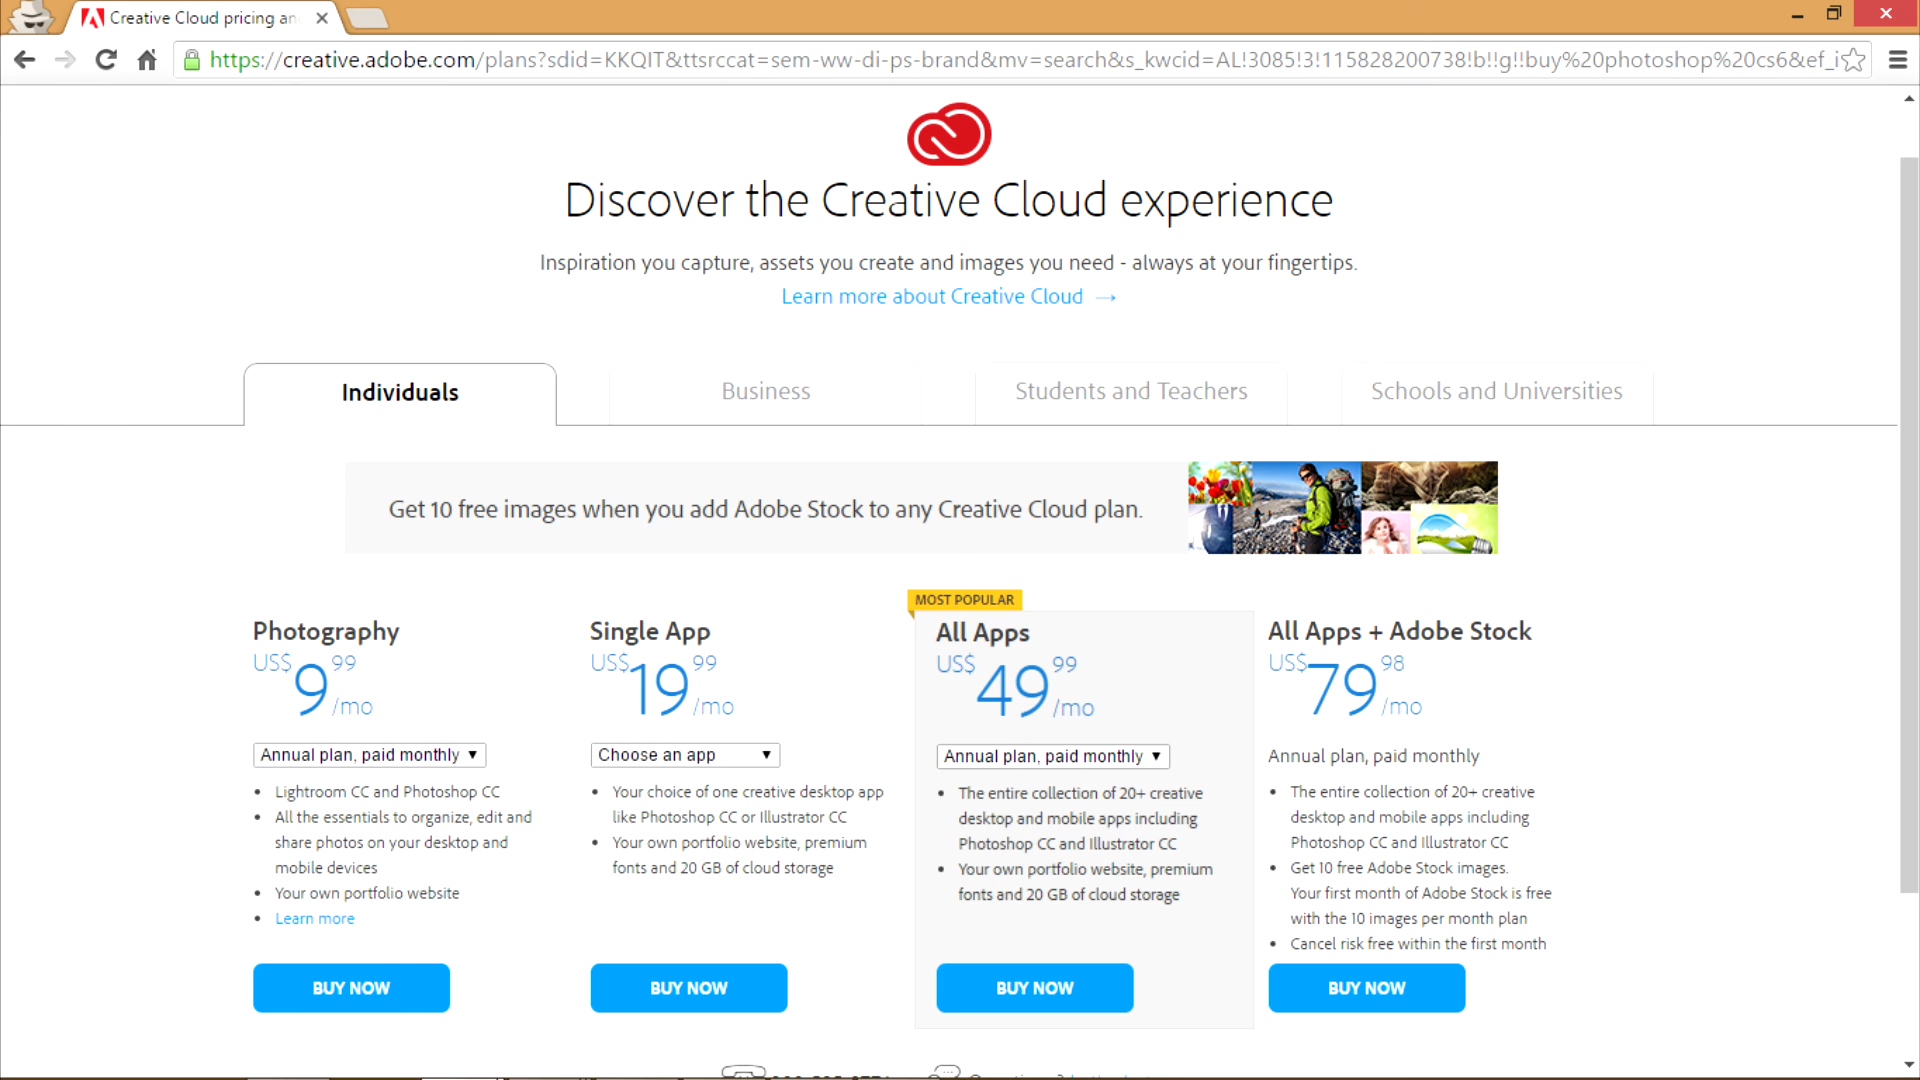 Creative Cloud pricing an
https://creative.adobe.com/plans?sdid=KKQIT&ttsrccat=sem-ww-di-ps-brand&mv=search&s_kwcid=AL!3085!3!115828200738!b!!g!!buy%20photoshop%20cs6&ef_i
Discover the Creative Cloud experience
Inspiration you capture, assets you create and images you need - always at your fingertips.
Learn more about Creative Cloud →
Individuals
Business
Students and Teachers
Schools and Universities
Get 10 free images when you add Adobe Stock to any Creative Cloud plan.
Photography
US$9.99/mo
Annual plan, paid monthly
• Lightroom CC and Photoshop CC
• All the essentials to organize, edit and
share photos on your desktop and
mobile devices
• Your own portfolio website
• Learn more
BUY NOW
Single App
US$19.99/mo
Choose an app
• Your choice of one creative desktop app
like Photoshop CC or Illustrator CC
• Your own portfolio website, premium
fonts and 20 GB of cloud storage
BUY NOW
MOST POPULAR
All Apps
US$49.99/mo
Annual plan, paid monthly
• The entire collection of 20+ creative
desktop and mobile apps including
Photoshop CC and Illustrator CC
• Your own portfolio website, premium
fonts and 20 GB of cloud storage
BUY NOW
All Apps + Adobe Stock
US$79.98/mo
Annual plan, paid monthly
• The entire collection of 20+ creative
desktop and mobile apps including
Photoshop CC and Illustrator CC
• Get 10 free Adobe Stock images.
Your first month of Adobe Stock is free
with the 10 images per month plan
• Cancel risk free within the first month
BUY NOW